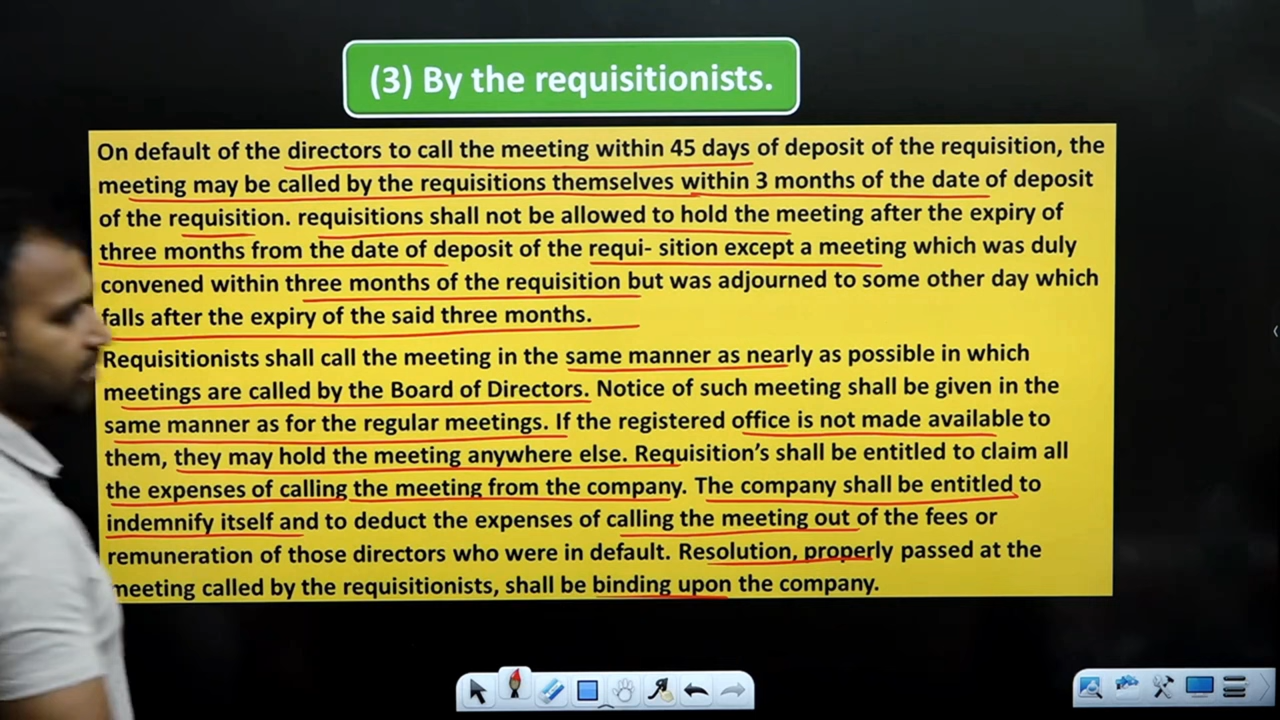 (3) By the requisitionists.
On default of the directors to call the meeting within 45 days of deposit of the requisition, the
meeting may be called by the requisitions themselves within 3 months of the date of deposit
of the requisition. requisitions shall not be allowed to hold the meeting after the expiry of
three months from the date of deposit of the requi- sition except a meeting which was duly
convened within three months of the requisition but was adjourned to some other day which
falls after the expiry of the said three months.
Requisitionists shall call the meeting in the same manner as nearly as possible in which
meetings are called by the Board of Directors. Notice of such meeting shall be given in the
same manner as for the regular meetings. If the registered office is not made available to
them, they may hold the meeting anywhere else. Requisition's shall be entitled to claim all
the expenses of calling the meeting from the company. The company shall be entitled to
indemnify itself and to deduct the expenses of calling the meeting out of the fees or
remuneration of those directors who were in default. Resolution, properly passed at the
meeting called by the requisitionists, shall be binding upon the company.